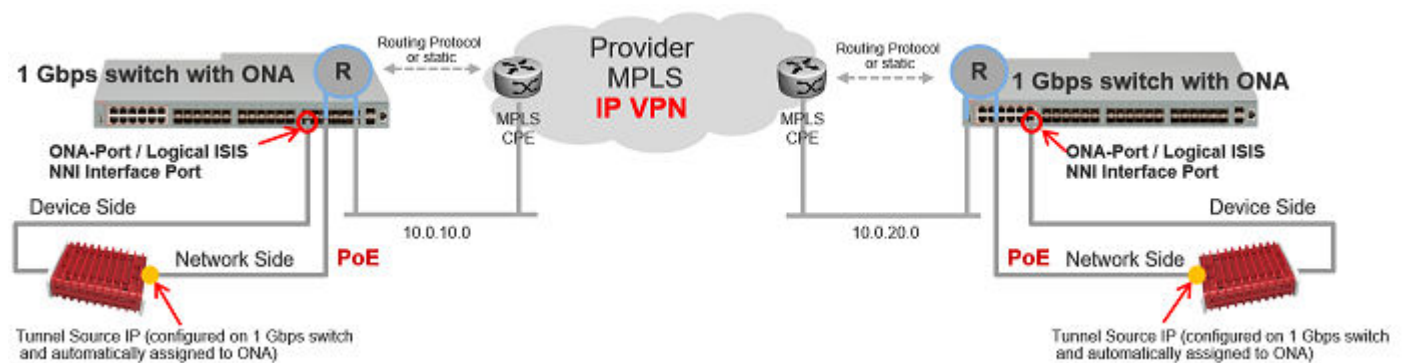 Routing Protocol
or static
Provider
MPLS
IP VPN
Routing Protocol
or static
1 Gbps switch with ONA
R
R
1 Gbps switch with ONA
MPLS
CPE
MPLS
CPE
ONA-Port / Logical ISIS
NNI Interface Port
ONA-Port / Logical ISIS
NNI Interface Port
Device Side
Device Side
10.0.10.0
10.0.20.0
Network Side
PoE
PoE
Network Side
Tunnel Source IP (configured on 1 Gbps switch
and automatically assigned to ONA)
Tunnel Source IP (configured on 1 Gbps switch
and automatically assigned to ONA)